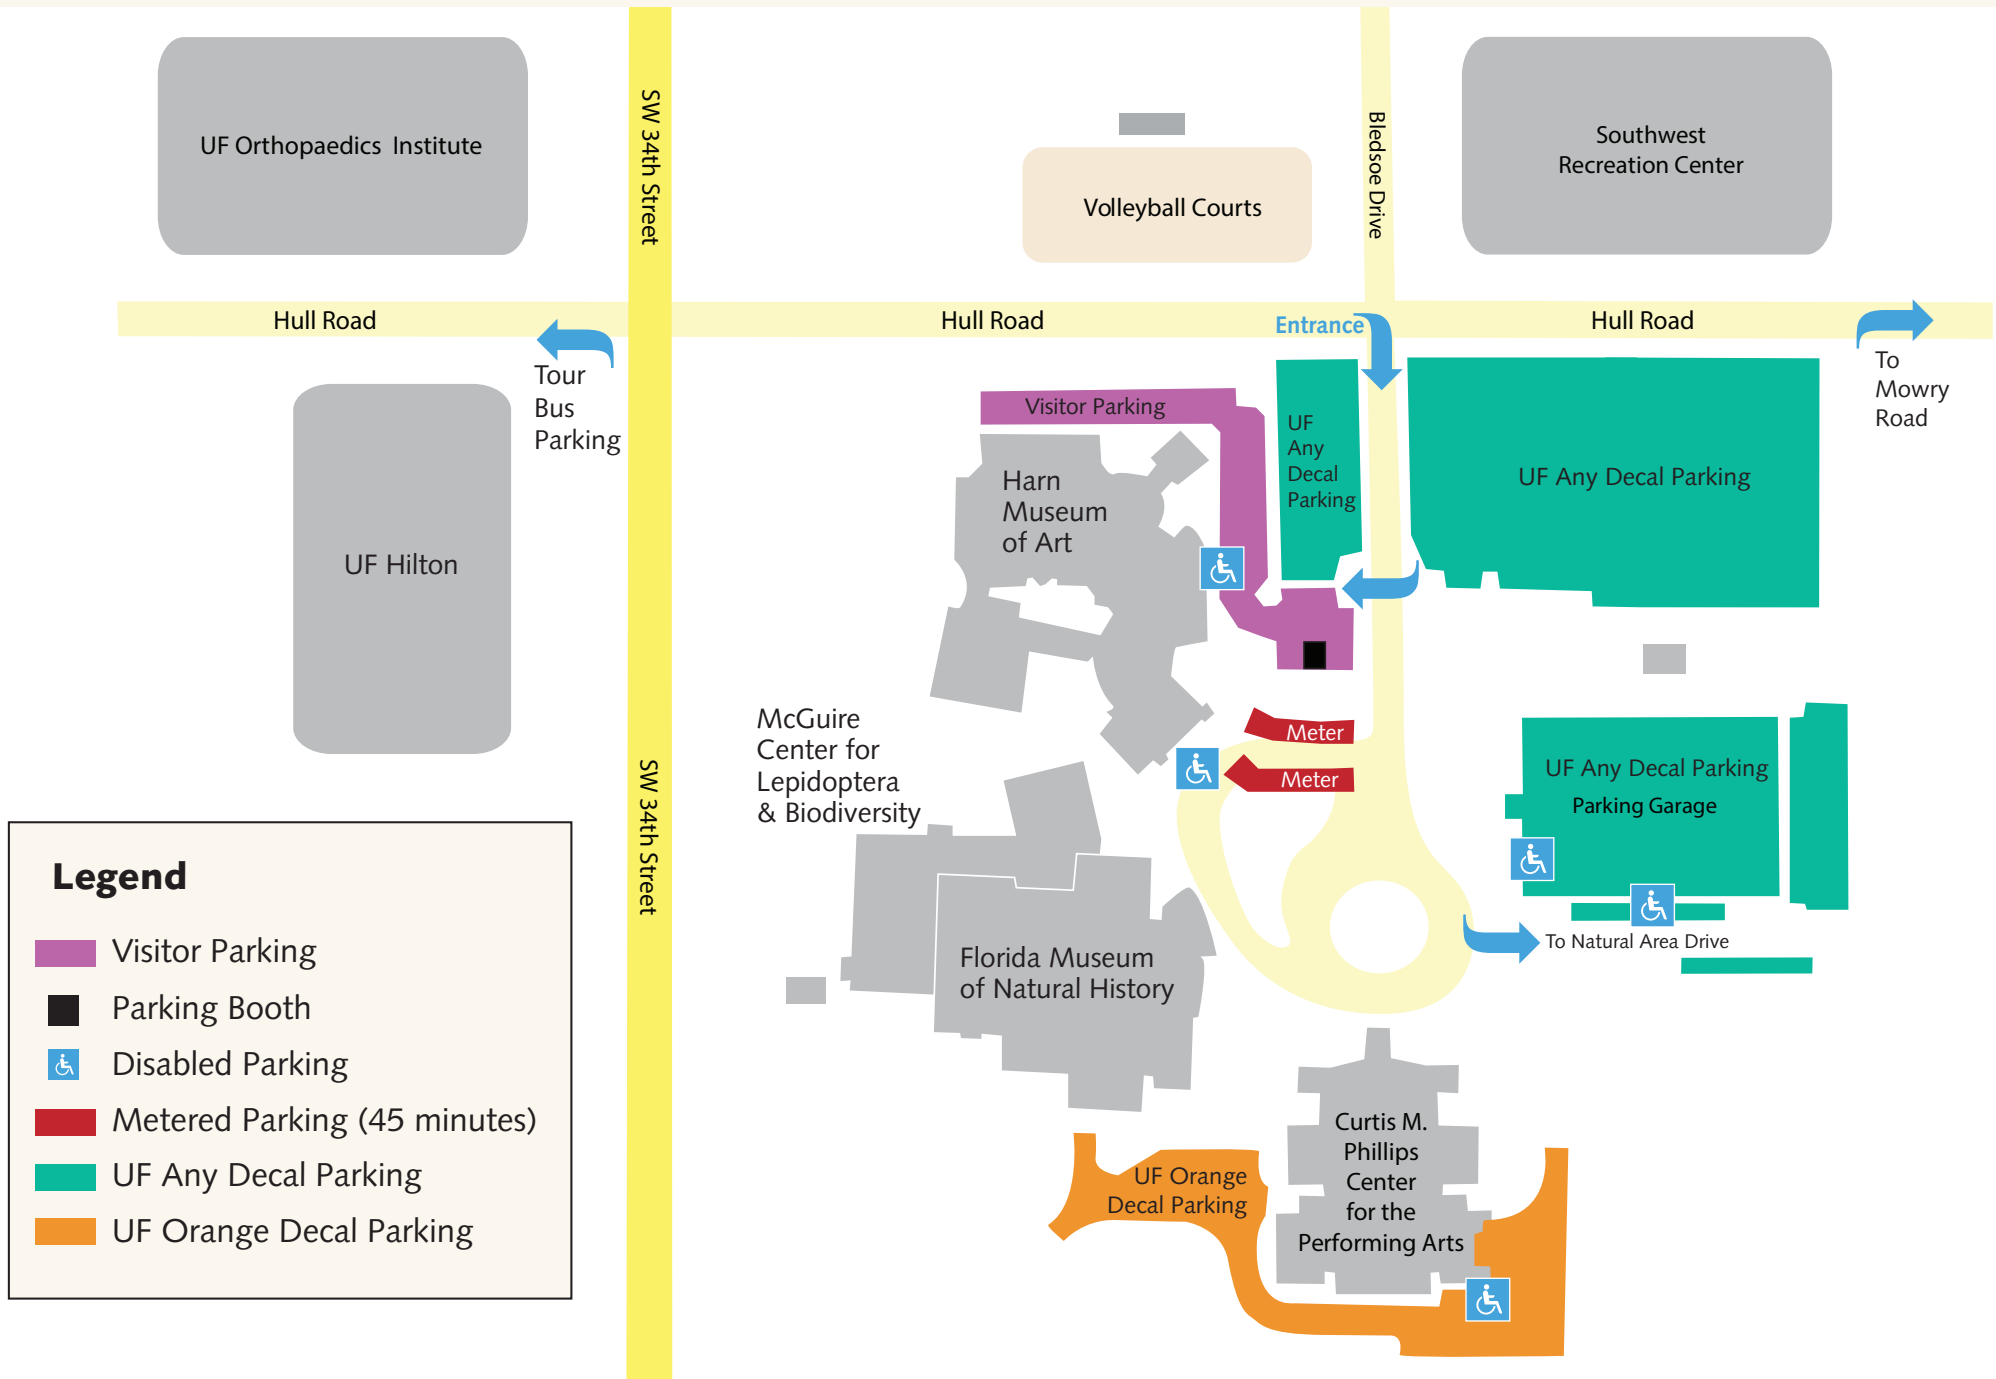 UF Orthopaedics Institute
SW 34th Street
Volleyball Courts
Bledsoe Drive
Southwest
Recreation Center
Hull Road
Hull Road
Entrance
Hull Road
Tour
Bus
Parking
To
Mowry
Road
Visitor Parking
UF
Any
Decal
Parking
UF Any Decal Parking
Harn
Museum
of Art
UF Hilton
McGuire
Center for
Lepidoptera
& Biodiversity
Meter
Meter
SW 34th Street
UF Any Decal Parking
Parking Garage
To Natural Area Drive
Florida Museum
of Natural History
Curtis M.
Phillips
Center
for the
Performing Arts
UF Orange
Decal Parking
Legend
Visitor Parking
Parking Booth
Disabled Parking
Metered Parking (45 minutes)
UF Any Decal Parking
UF Orange Decal Parking